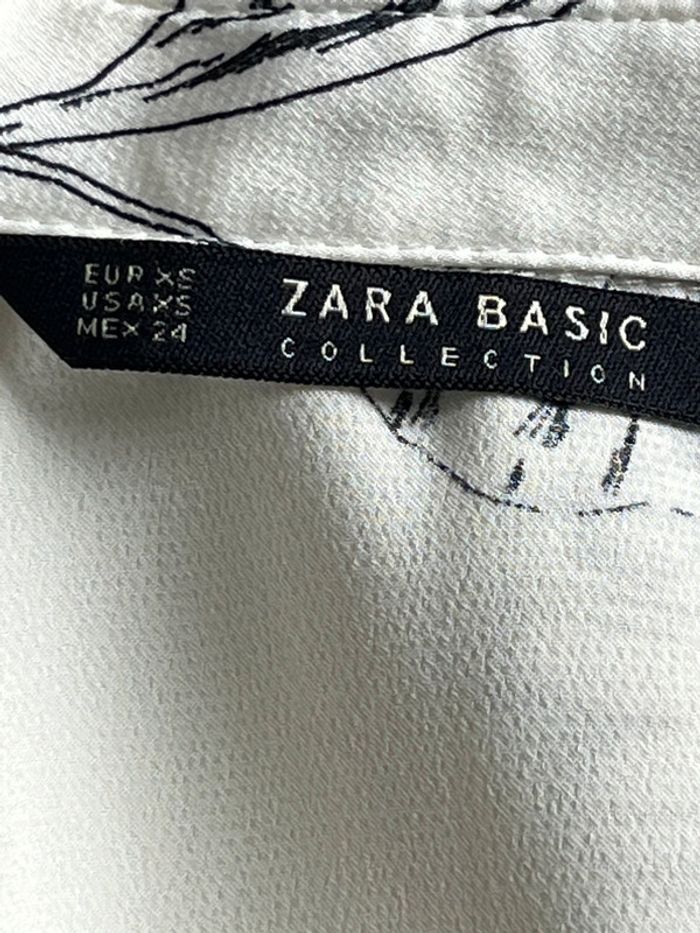 EUR XS
USA XS
MEX 24
ZARA BASIC
COLLECTION